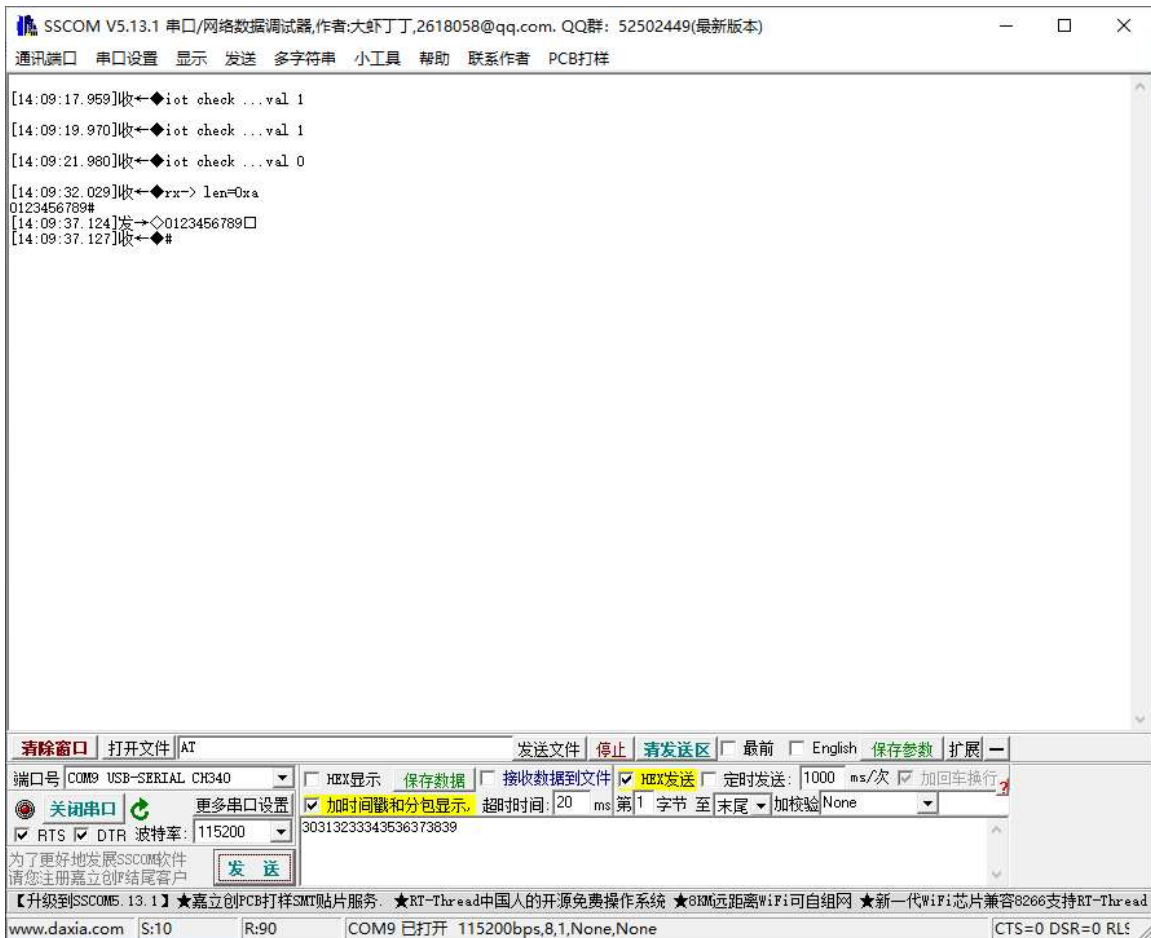 SSCOM V5.13.1 串口/网络数据调试器,作者:大虾丁丁,2618058@qq.com. QQ群: 52502449(最新版本)
通讯端口 串口设置 显示 发送 多字符串 小工具 帮助 联系作者 PCB打样
[14:09:17.959]收←◆iot check ...val 1
[14:09:19.970]收←◆iot check ...val 1
[14:09:21.980]收←◆iot check ...val 0
[14:09:32.029]收←◆rx-> len=0xa
0123456789#
[14:09:37.124]发→◇0123456789□
[14:09:37.127]收←◆#
清除窗口 打开文件 AT 发送文件 停止 清发送区 最前 English 保存参数 扩展 —
端口号 COM9 USB-SERIAL CH340 HEX显示 保存数据 接收数据到文件 HEX发送 定时发送: 1000 ms/次 加回车换行 ?
关闭串口 更多串口设置 加时间戳和分包显示, 超时时间: 20 ms 第1 字节 至 末尾 加校验 None
RTS DTR 波特率: 115200 30313233343536373839
为了更好地发展SSCOM软件
请您注册嘉立创F结尾客户
发 送
【升级到SSCOM5.13.1】★嘉立创PCB打样SMT贴片服务. ★RT-Thread中国人的开源免费操作系统 ★8KM远距离WiFi可自组网 ★新一代WiFi芯片兼容8266支持RT-Thread
www.daxia.com S:10 R:90 COM9 已打开 115200bps,8,1,None,None CTS=0 DSR=0 RLS